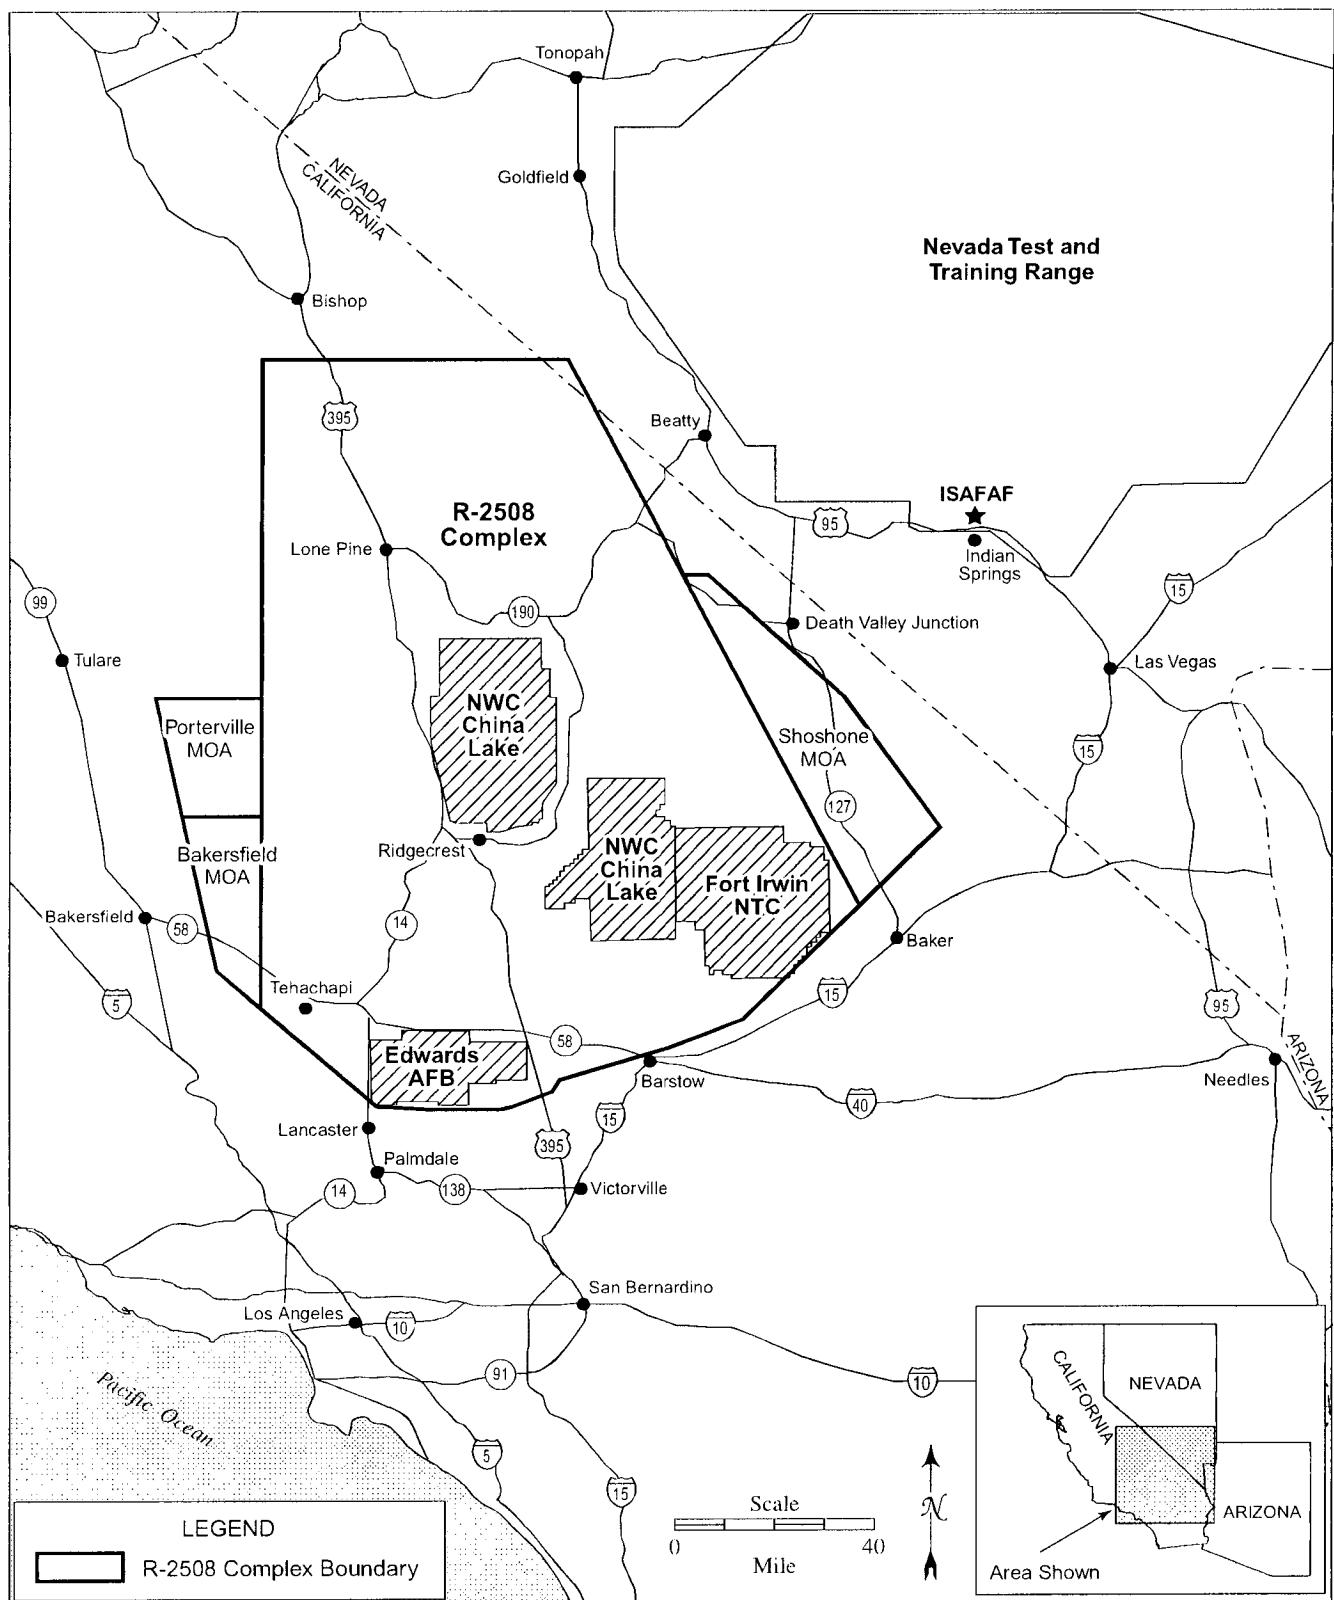 Tonopah
NEVADA
CALIFORNIA
Goldfield
Nevada Test and
Training Range
Bishop
395
Beatty
ISAFAF
R-2508
Complex
95
Lone Pine
Indian
Springs
15
99
190
Death Valley Junction
Tulare
Las Vegas
NWC
China
Lake
Porterville
MOA
Shoshone
MOA
15
127
Ridgecrest
Bakersfield
MOA
NWC
China
Lake
Fort Irwin
NTC
Bakersfield
58
14
Baker
Tehachapi
15
5
95
58
Edwards
AFB
Barstow
Needles
ARIZONA
40
15
Lancaster
395
Palmdale
14
138
Victorville
San Bernardino
Los Angeles
10
91
10
Pacific Ocean
5
15
CALIFORNIA
NEVADA
ARIZONA
Area Shown
Scale
0 40
Mile
N
LEGEND
R-2508 Complex Boundary